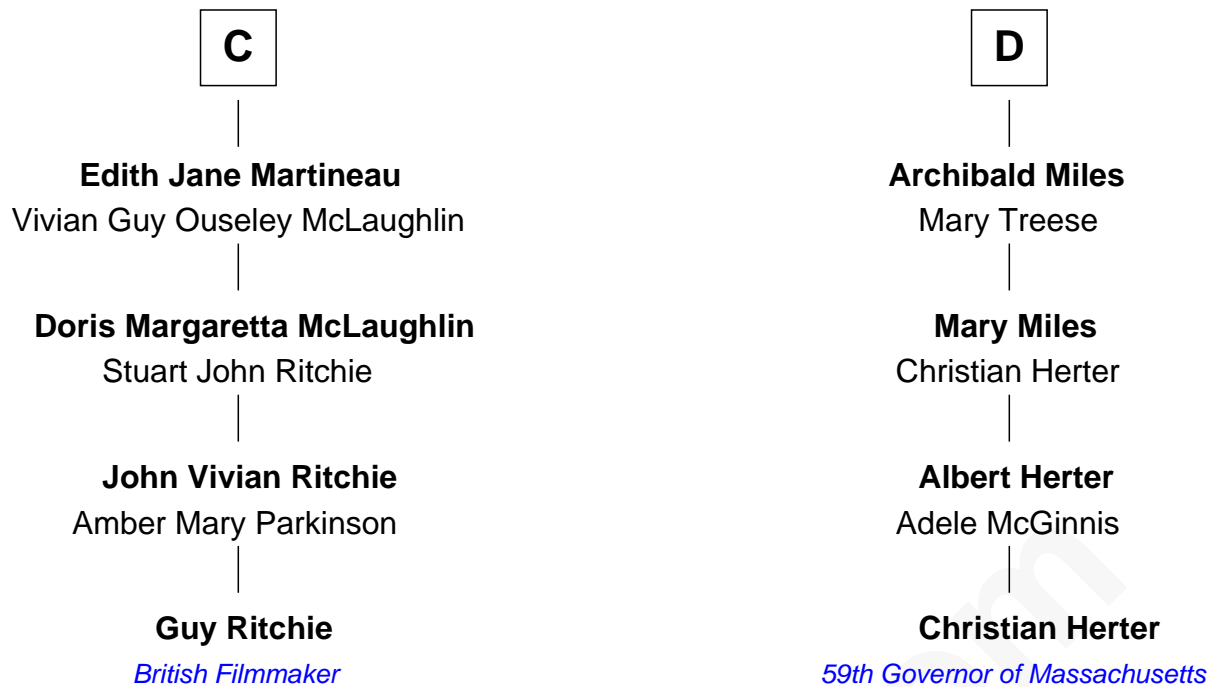 C
Edith Jane Martineau
Vivian Guy Ouseley McLaughlin
Doris Margaretta McLaughlin
Stuart John Ritchie
John Vivian Ritchie
Amber Mary Parkinson
Guy Ritchie
British Filmmaker
D
Archibald Miles
Mary Treese
Mary Miles
Christian Herter
Albert Herter
Adele McGinnis
Christian Herter
59th Governor of Massachusetts